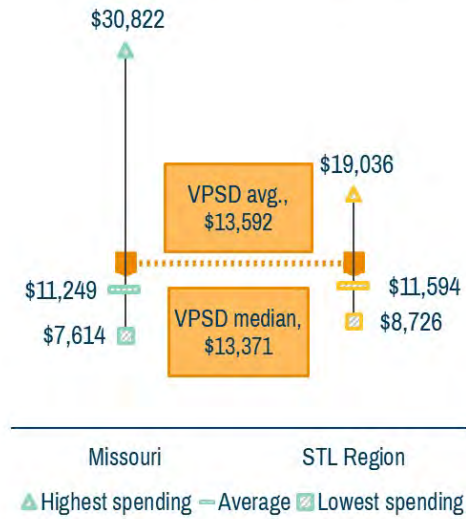 $30,822
$19,036
VPSD avg.,
$13,592
$11,249
$11,594
VPSD median,
$13,371
$7,614
$8,726
Missouri
STL Region
Highest spending Average Lowest spending